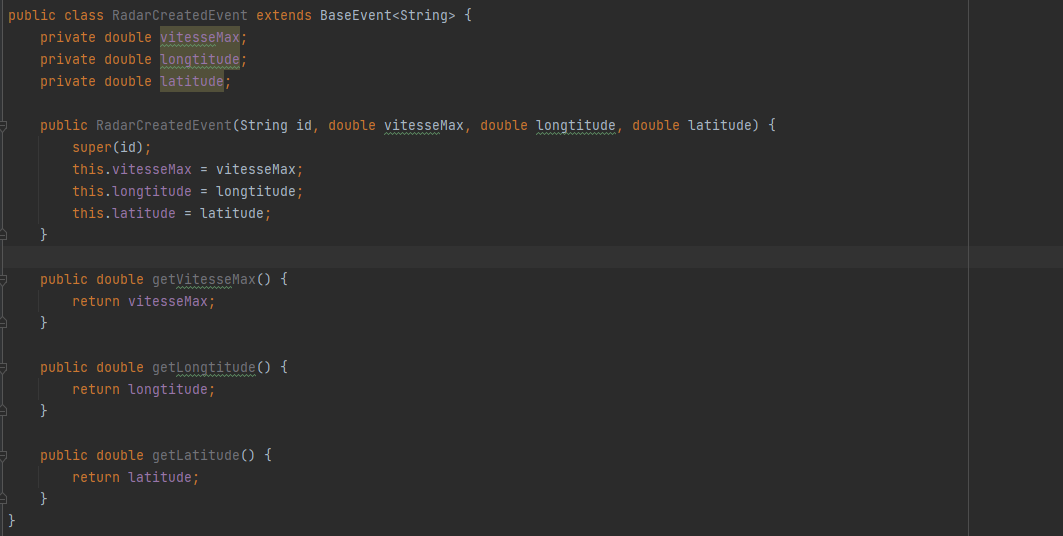 public class RadarCreatedEvent extends BaseEvent<String> {
    private double vitesseMax;
    private double longtitude;
    private double latitude;

    public RadarCreatedEvent(String id, double vitesseMax, double longtitude, double latitude) {
        super(id);
        this.vitesseMax = vitesseMax;
        this.longtitude = longtitude;
        this.latitude = latitude;
    }

    public double getVitesseMax() {
        return vitesseMax;
    }

    public double getLongtitude() {
        return longtitude;
    }

    public double getLatitude() {
        return latitude;
    }
}